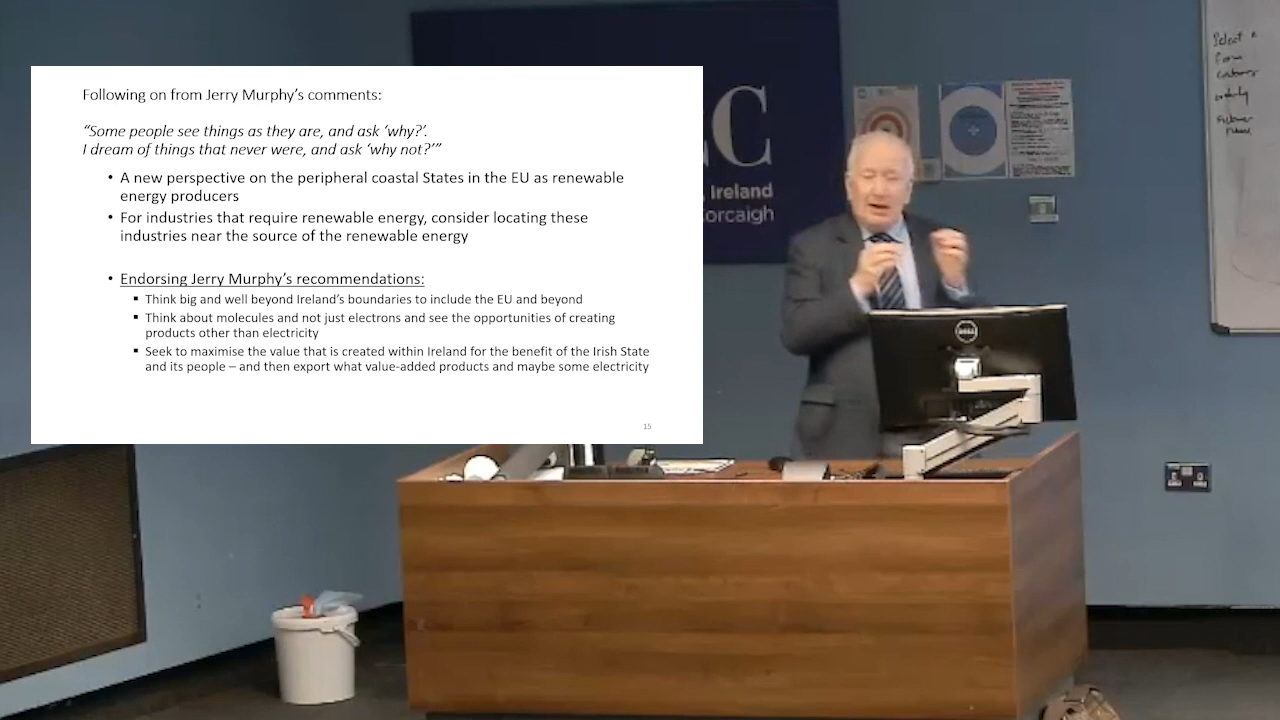 Following on from Jerry Murphy's comments:
“Some people see things as they are, and ask ‘why?’.
I dream of things that never were, and ask ‘why not?’”
• A new perspective on the peripheral coastal States in the EU as renewable
energy producers
• For industries that require renewable energy, consider locating these
industries near the source of the renewable energy
• Endorsing Jerry Murphy's recommendations:
▪ Think big and well beyond Ireland's boundaries to include the EU and beyond
▪ Think about molecules and not just electrons and see the opportunities of creating
products other than electricity
▪ Seek to maximise the value that is created within Ireland for the benefit of the Irish State
and its people – and then export what value-added products and maybe some electricity
15
C
, Ireland
Corcaigh
DELL
Select a